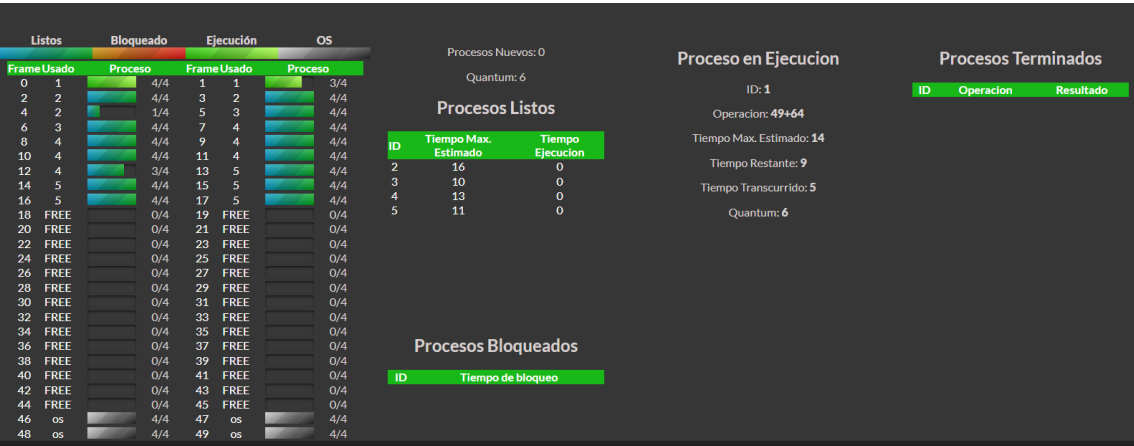 Listos Bloqueado Ejecución OS
Frame Usado Proceso Frame Usado Proceso
0 1 4/4 1 1 3/4
2 2 4/4 3 2 4/4
4 2 1/4 5 3 4/4
6 3 4/4 7 4 4/4
8 4 4/4 9 4 4/4
10 4 4/4 11 4 4/4
12 4 3/4 13 5 4/4
14 5 4/4 15 5 4/4
16 5 4/4 17 5 4/4
18 FREE 0/4 19 FREE 0/4
20 FREE 0/4 21 FREE 0/4
22 FREE 0/4 23 FREE 0/4
24 FREE 0/4 25 FREE 0/4
26 FREE 0/4 27 FREE 0/4
28 FREE 0/4 29 FREE 0/4
30 FREE 0/4 31 FREE 0/4
32 FREE 0/4 33 FREE 0/4
34 FREE 0/4 35 FREE 0/4
36 FREE 0/4 37 FREE 0/4
38 FREE 0/4 39 FREE 0/4
40 FREE 0/4 41 FREE 0/4
42 FREE 0/4 43 FREE 0/4
44 FREE 0/4 45 FREE 0/4
46 os 4/4 47 os 4/4
48 os 4/4 49 os 4/4
Procesos Nuevos: 0
Quantum: 6
Procesos Listos
ID Tiempo Max. Estimado Tiempo Ejecucion
2 16 0
3 10 0
4 13 0
5 11 0
Procesos Bloqueados
ID Tiempo de bloqueo
Proceso en Ejecucion
ID: 1
Operacion: 49+64
Tiempo Max. Estimado: 14
Tiempo Restante: 9
Tiempo Transcurrido: 5
Quantum: 6
Procesos Terminados
ID Operacion Resultado